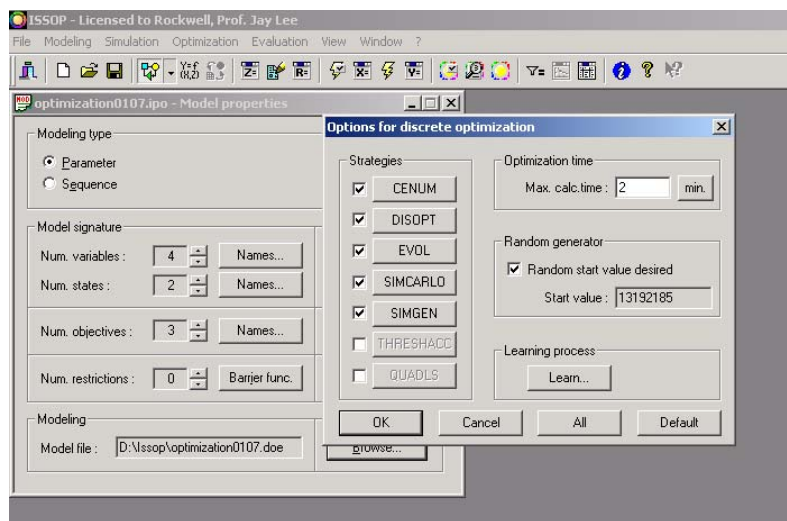 ISSOP - Licensed to Rockwell, Prof. Jay Lee
File Modeling Simulation Optimization Evaluation View Window ?
optimization0107.ipo - Model properties
Modeling type
Parameter
Sequence
Model signature
Num. variables : 4 Names...
Num. states : 2 Names...
Num. objectives : 3 Names...
Num. restrictions : 0 Barrier func.
Modeling
Model file : D:\Issop\optimization0107.doe Browse...
Options for discrete optimization
Strategies
CENUM
DISOPT
EVOL
SIMCARLO
SIMGEN
THRESHACC
QUADLS
Optimization time
Max. calc.time : 2 min.
Random generator
Random start value desired
Start value : 13192185
Learning process
Learn...
OK Cancel All Default